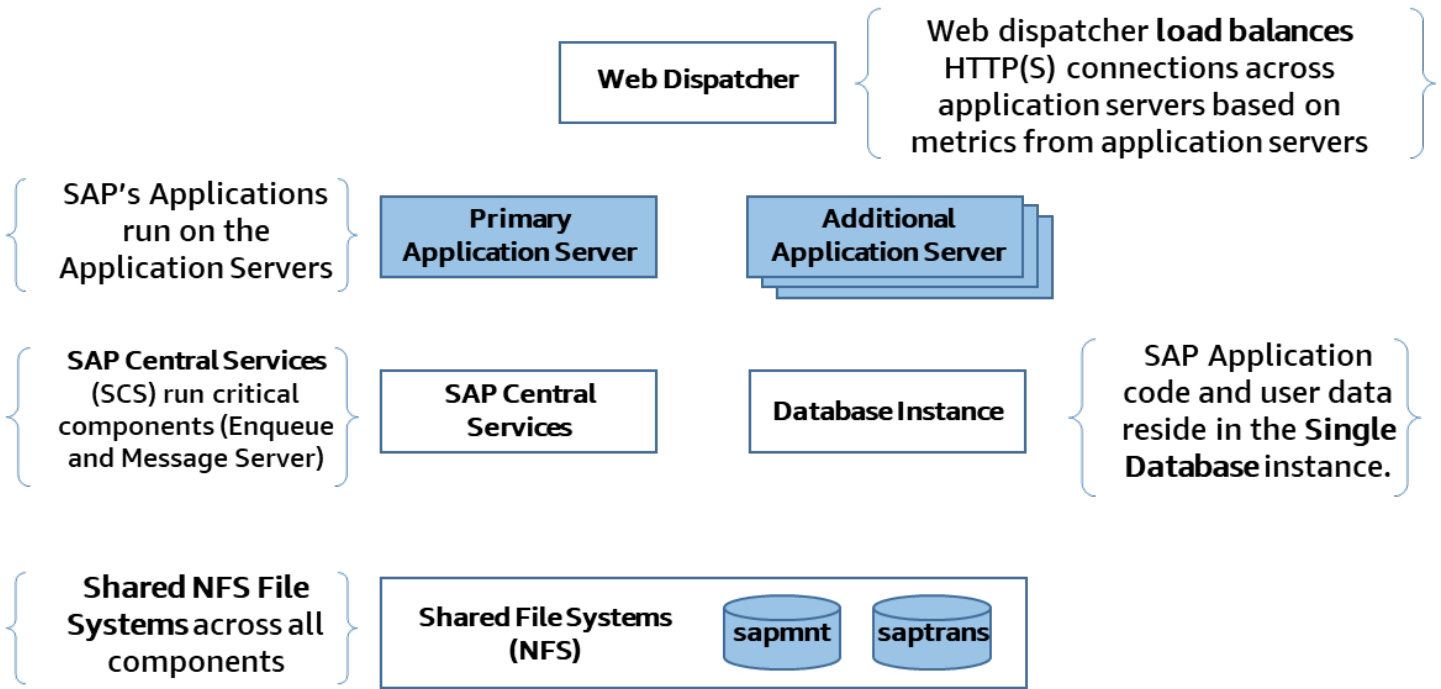 Web Dispatcher
Web dispatcher load balances
HTTP(S) connections across
application servers based on
metrics from application servers
SAP's Applications
run on the
Application Servers
Primary
Application Server
Additional
Application Server
SAP Central Services
(SCS) run critical
components (Enqueue
and Message Server)
SAP Central
Services
Database Instance
SAP Application
code and user data
reside in the Single
Database instance.
Shared NFS File
Systems across all
components
Shared File Systems
(NFS)
sapmnt
saptrans